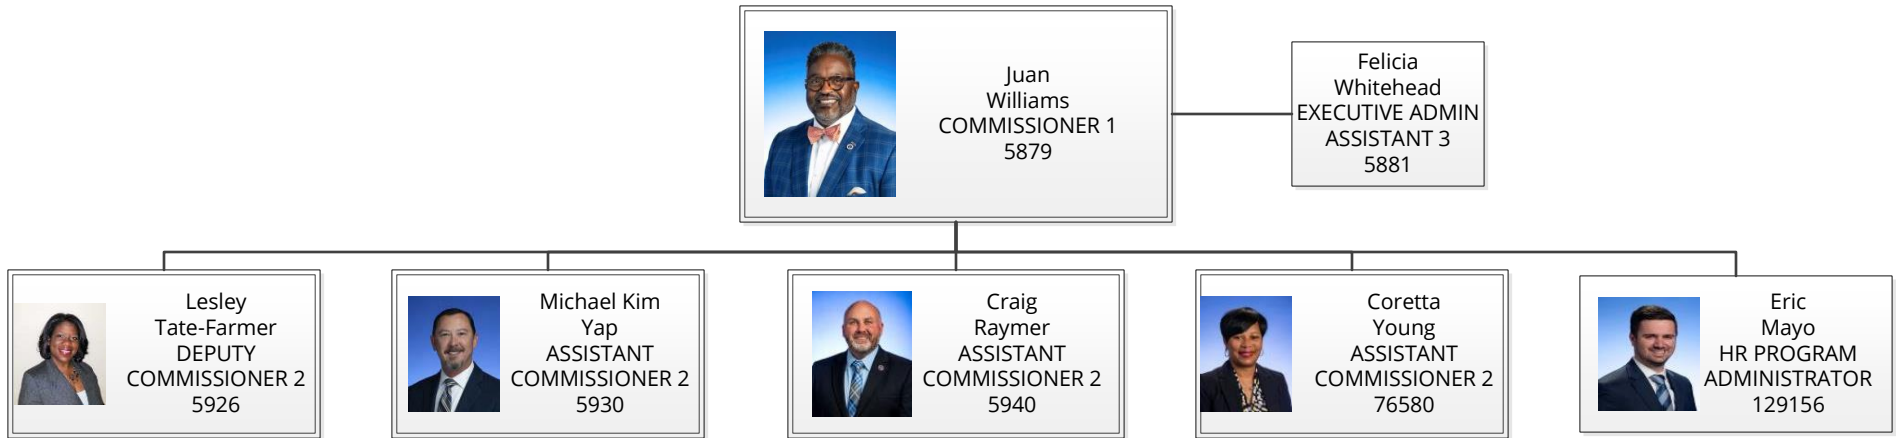 Juan
Williams
COMMISSIONER 1
5879
Felicia
Whitehead
EXECUTIVE ADMIN
ASSISTANT 3
5881
Lesley
Tate-Farmer
DEPUTY
COMMISSIONER 2
5926
Michael Kim
Yap
ASSISTANT
COMMISSIONER 2
5930
Craig
Raymer
ASSISTANT
COMMISSIONER 2
5940
Coretta
Young
ASSISTANT
COMMISSIONER 2
76580
Eric
Mayo
HR PROGRAM
ADMINISTRATOR
129156